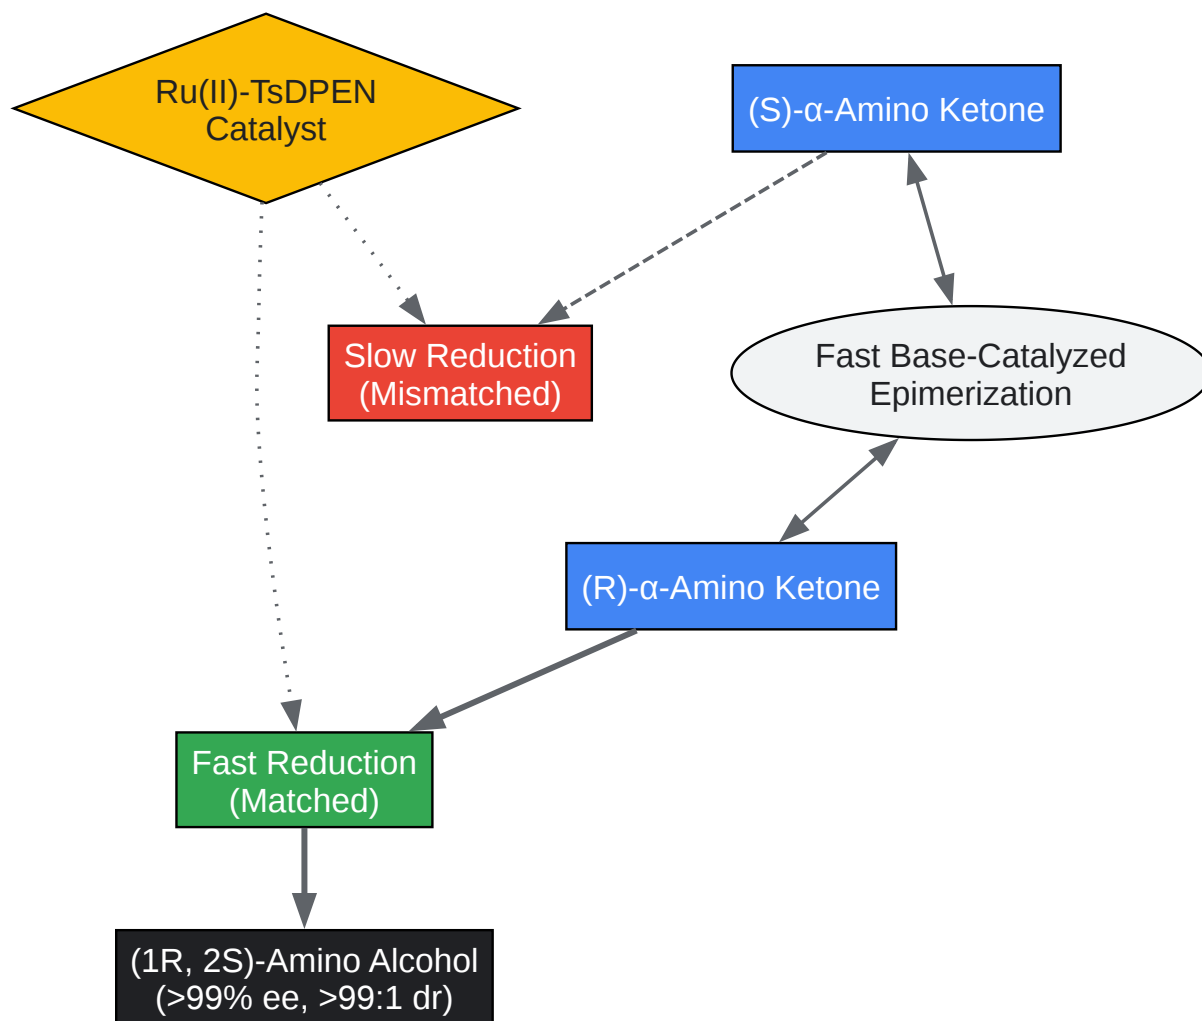 Ru(II)-TsDPEN
Catalyst
(S)-α-Amino Ketone
Slow Reduction
(Mismatched)
Fast Base-Catalyzed
Epimerization
(R)-α-Amino Ketone
Fast Reduction
(Matched)
(1R, 2S)-Amino Alcohol
(>99% ee, >99:1 dr)